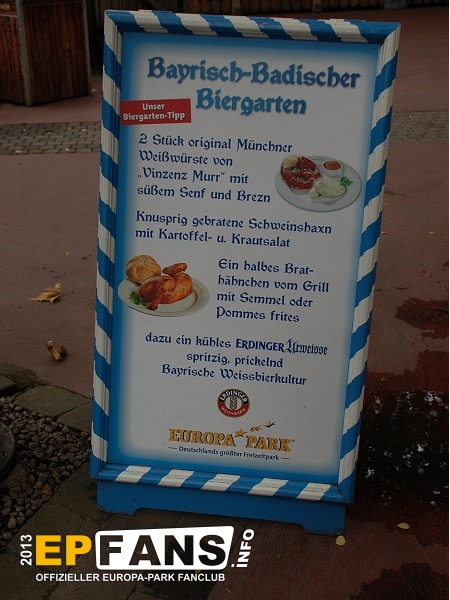 Bayrisch-Badischer
Biergarten
Unser
Biergarten-Tipp
2 Stück original Münchner
Weißwürste von
„Vinzenz Murr" mit
süßem Senf und Brezn
Knusprig gebratene Schweinshaxn
mit Kartoffel- u. Krautsalat
Ein halbes Brat-
hähnchen vom Grill
mit Semmel oder
Pommes frites
dazu ein kühles ERDINGER Urweisse
spritzig, prickelnd
Bayrische Weissbierkultur
ERDINGER
WEISSBRÄU
EUROPA PARK
– Deutschlands größter Freizeitpark –
2013 EPFANS.INFO
OFFIZIELLER EUROPA-PARK FANCLUB